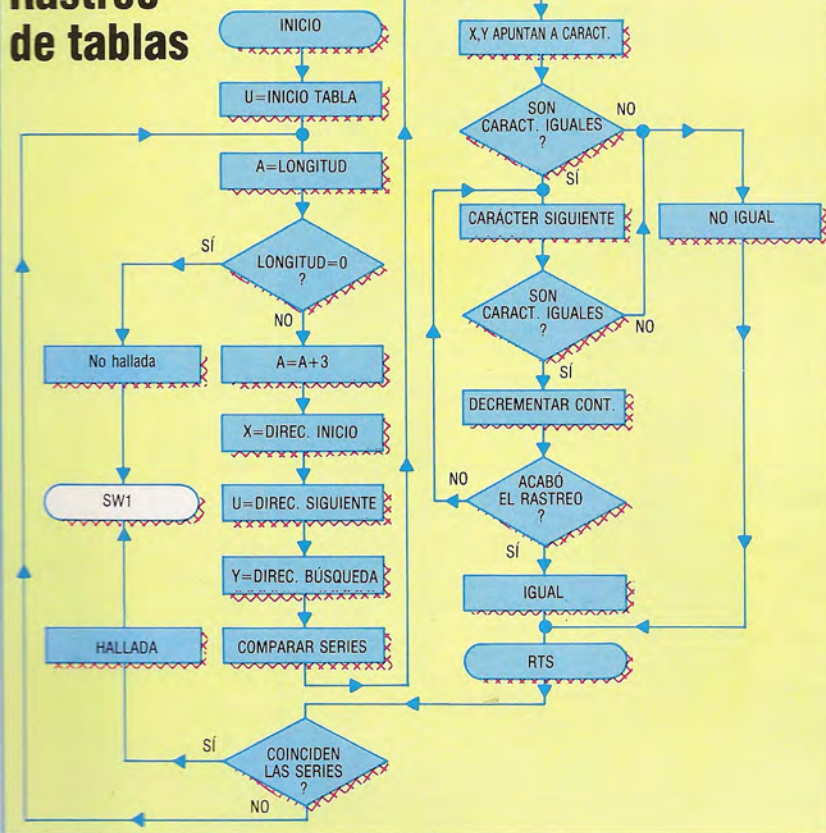 Rastreo
de tablas
INICIO
U=INICIO TABLA
A=LONGITUD
LONGITUD=0
?
SÍ
NO
No hallada
A=A+3
X=DIREC. INICIO
SW1
U=DIREC. SIGUIENTE
Y=DIREC. BÚSQUEDA
HALLADA
COMPARAR SERIES
COINCIDEN
LAS SERIES
?
SÍ
NO
X,Y APUNTAN A CARACT.
SON
CARACT. IGUALES
?
NO
SÍ
CARÁCTER SIGUIENTE
NO IGUAL
SON
CARACT. IGUALES
?
NO
SÍ
DECREMENTAR CONT.
ACABÓ
EL RASTREO
?
NO
SÍ
IGUAL
RTS